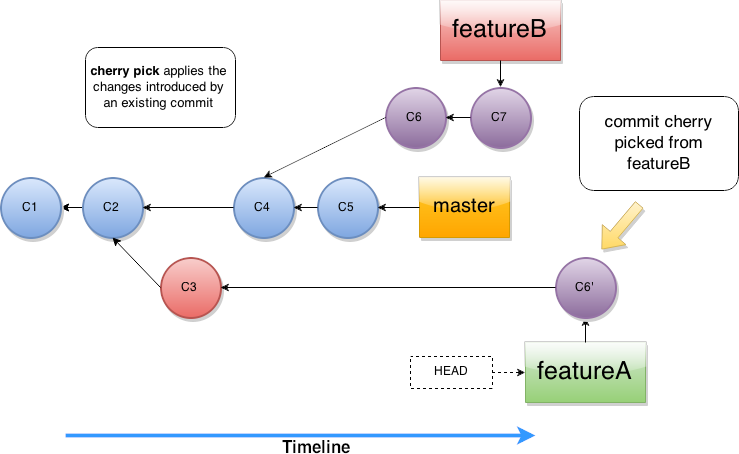 featureB
cherry pick applies the
changes introduced by
an existing commit
C6
C7
commit cherry
picked from
featureB
C1
C2
C4
C5
master
C3
C6'
HEAD
featureA
Timeline